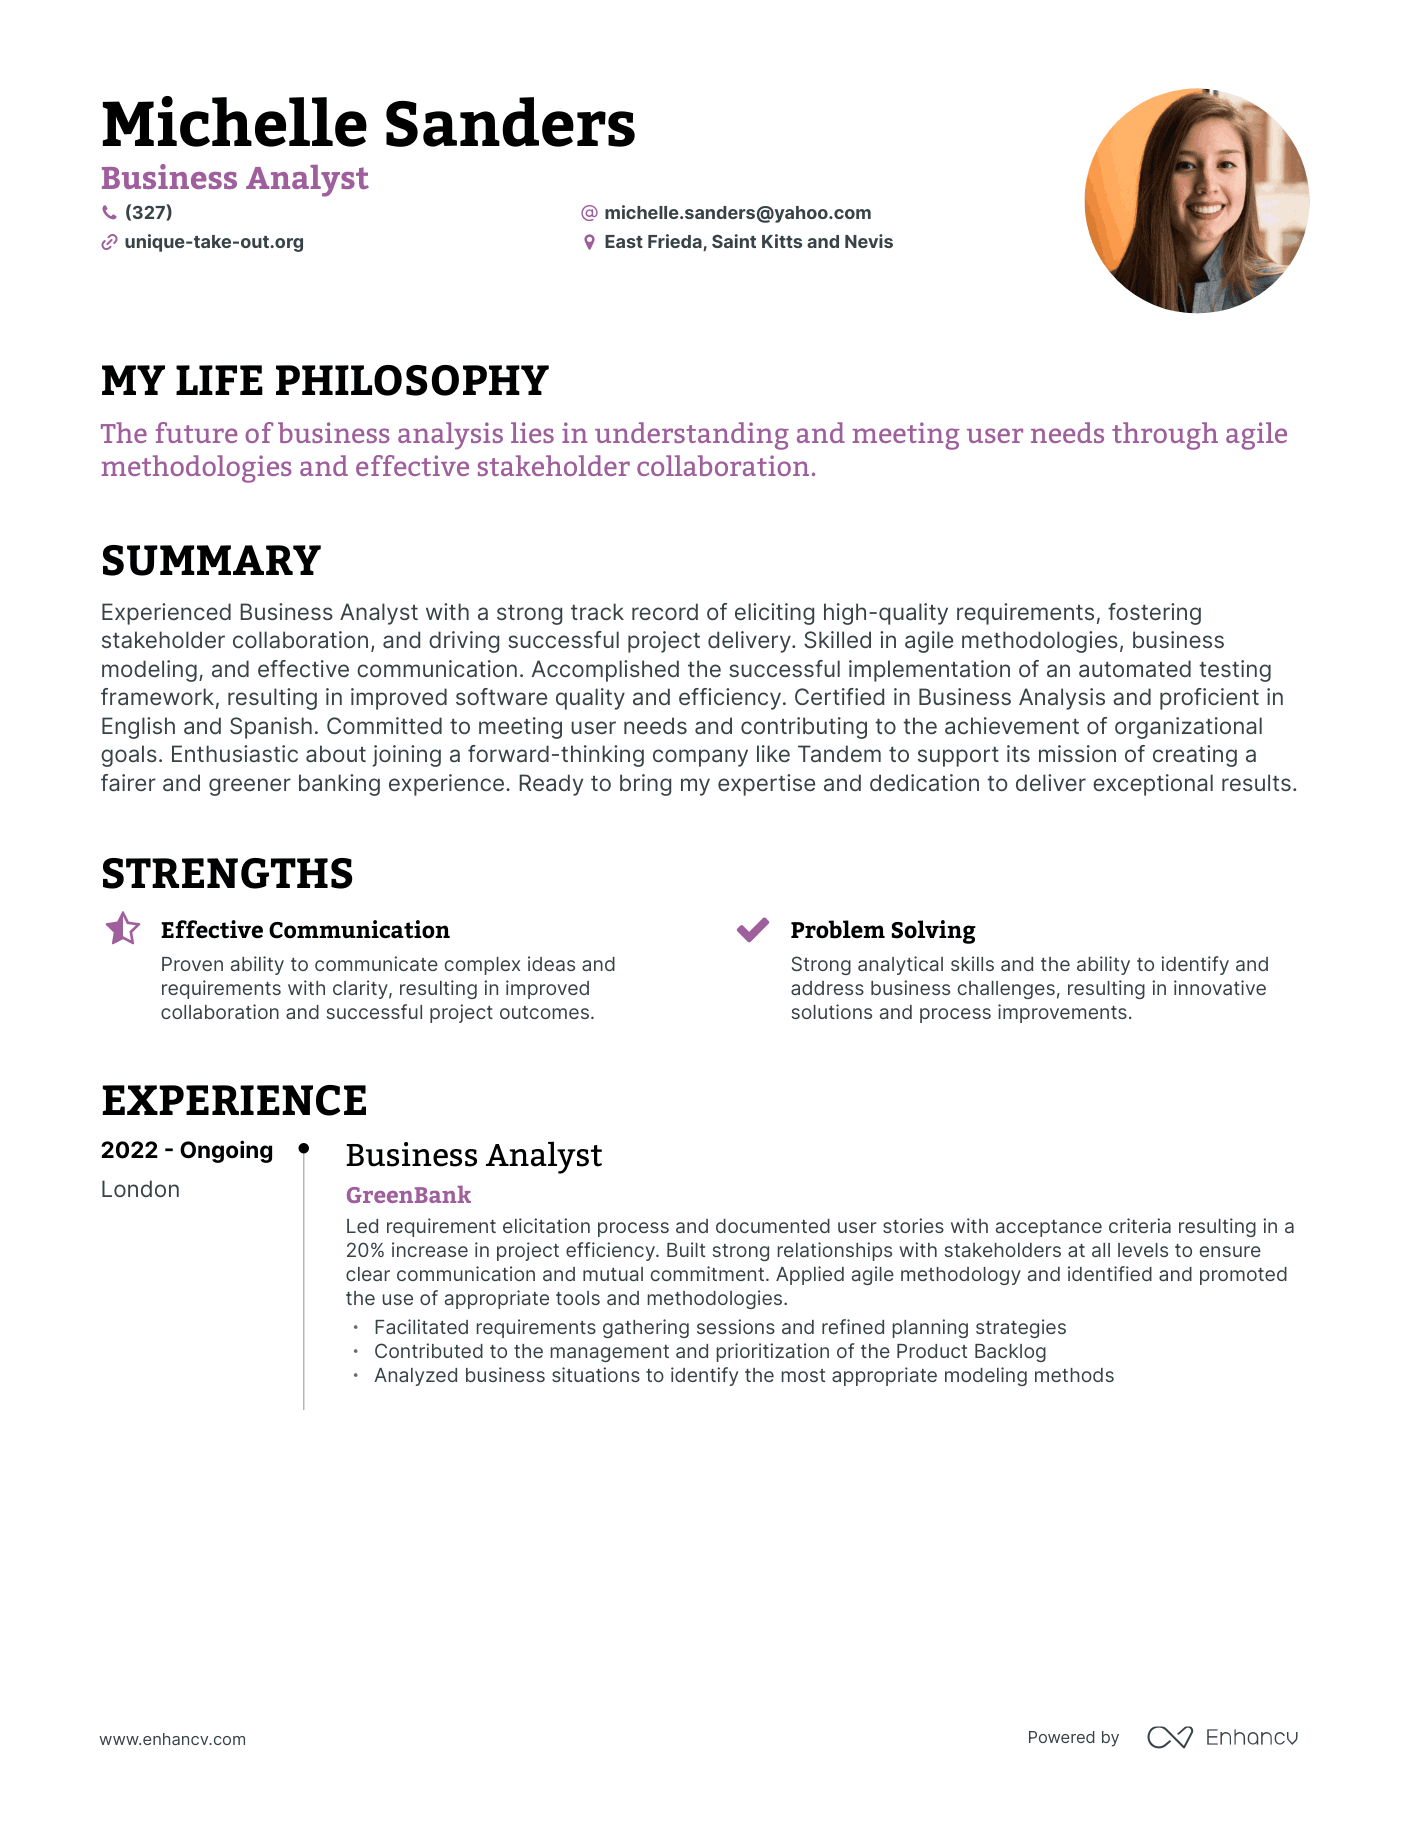 Michelle Sanders
Business Analyst
(327)
michelle.sanders@yahoo.com
unique-take-out.org
East Frieda, Saint Kitts and Nevis
MY LIFE PHILOSOPHY
The future of business analysis lies in understanding and meeting user needs through agile
methodologies and effective stakeholder collaboration.
SUMMARY
Experienced Business Analyst with a strong track record of eliciting high-quality requirements, fostering
stakeholder collaboration, and driving successful project delivery. Skilled in agile methodologies, business
modeling, and effective communication. Accomplished the successful implementation of an automated testing
framework, resulting in improved software quality and efficiency. Certified in Business Analysis and proficient in
English and Spanish. Committed to meeting user needs and contributing to the achievement of organizational
goals. Enthusiastic about joining a forward-thinking company like Tandem to support its mission of creating a
fairer and greener banking experience. Ready to bring my expertise and dedication to deliver exceptional results.
STRENGTHS
Effective Communication
Proven ability to communicate complex ideas and
requirements with clarity, resulting in improved
collaboration and successful project outcomes.
Problem Solving
Strong analytical skills and the ability to identify and
address business challenges, resulting in innovative
solutions and process improvements.
EXPERIENCE
2022 - Ongoing
London
Business Analyst
GreenBank
Led requirement elicitation process and documented user stories with acceptance criteria resulting in a
20% increase in project efficiency. Built strong relationships with stakeholders at all levels to ensure
clear communication and mutual commitment. Applied agile methodology and identified and promoted
the use of appropriate tools and methodologies.
• Facilitated requirements gathering sessions and refined planning strategies
• Contributed to the management and prioritization of the Product Backlog
• Analyzed business situations to identify the most appropriate modeling methods
www.enhancv.com
Powered by Enhancv